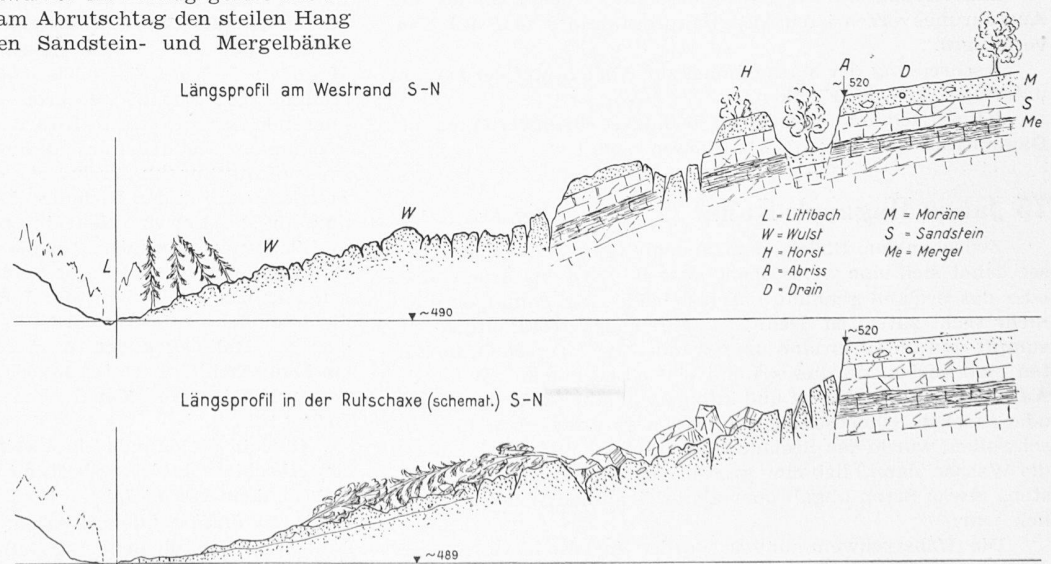 am Abrutschtag den steilen Hang
en Sandstein- und Mergelbänke
Längsprofil am Westrand S-N
H
A
D
~520
M
S
Me
L
W
W
L = Littibach
W = Wulst
H = Horst
A = Abriss
D = Drain
M = Moräne
S = Sandstein
Me = Mergel
~490
~520
Längsprofil in der Rutschaxe (schemat.) S-N
~489